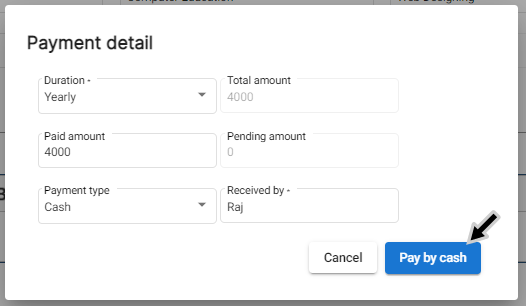 Payment detail
Duration - Total amount
Yearly 4000
Paid amount Pending amount
4000 0
Payment type Received by -
Cash Raj
Cancel Pay by cash